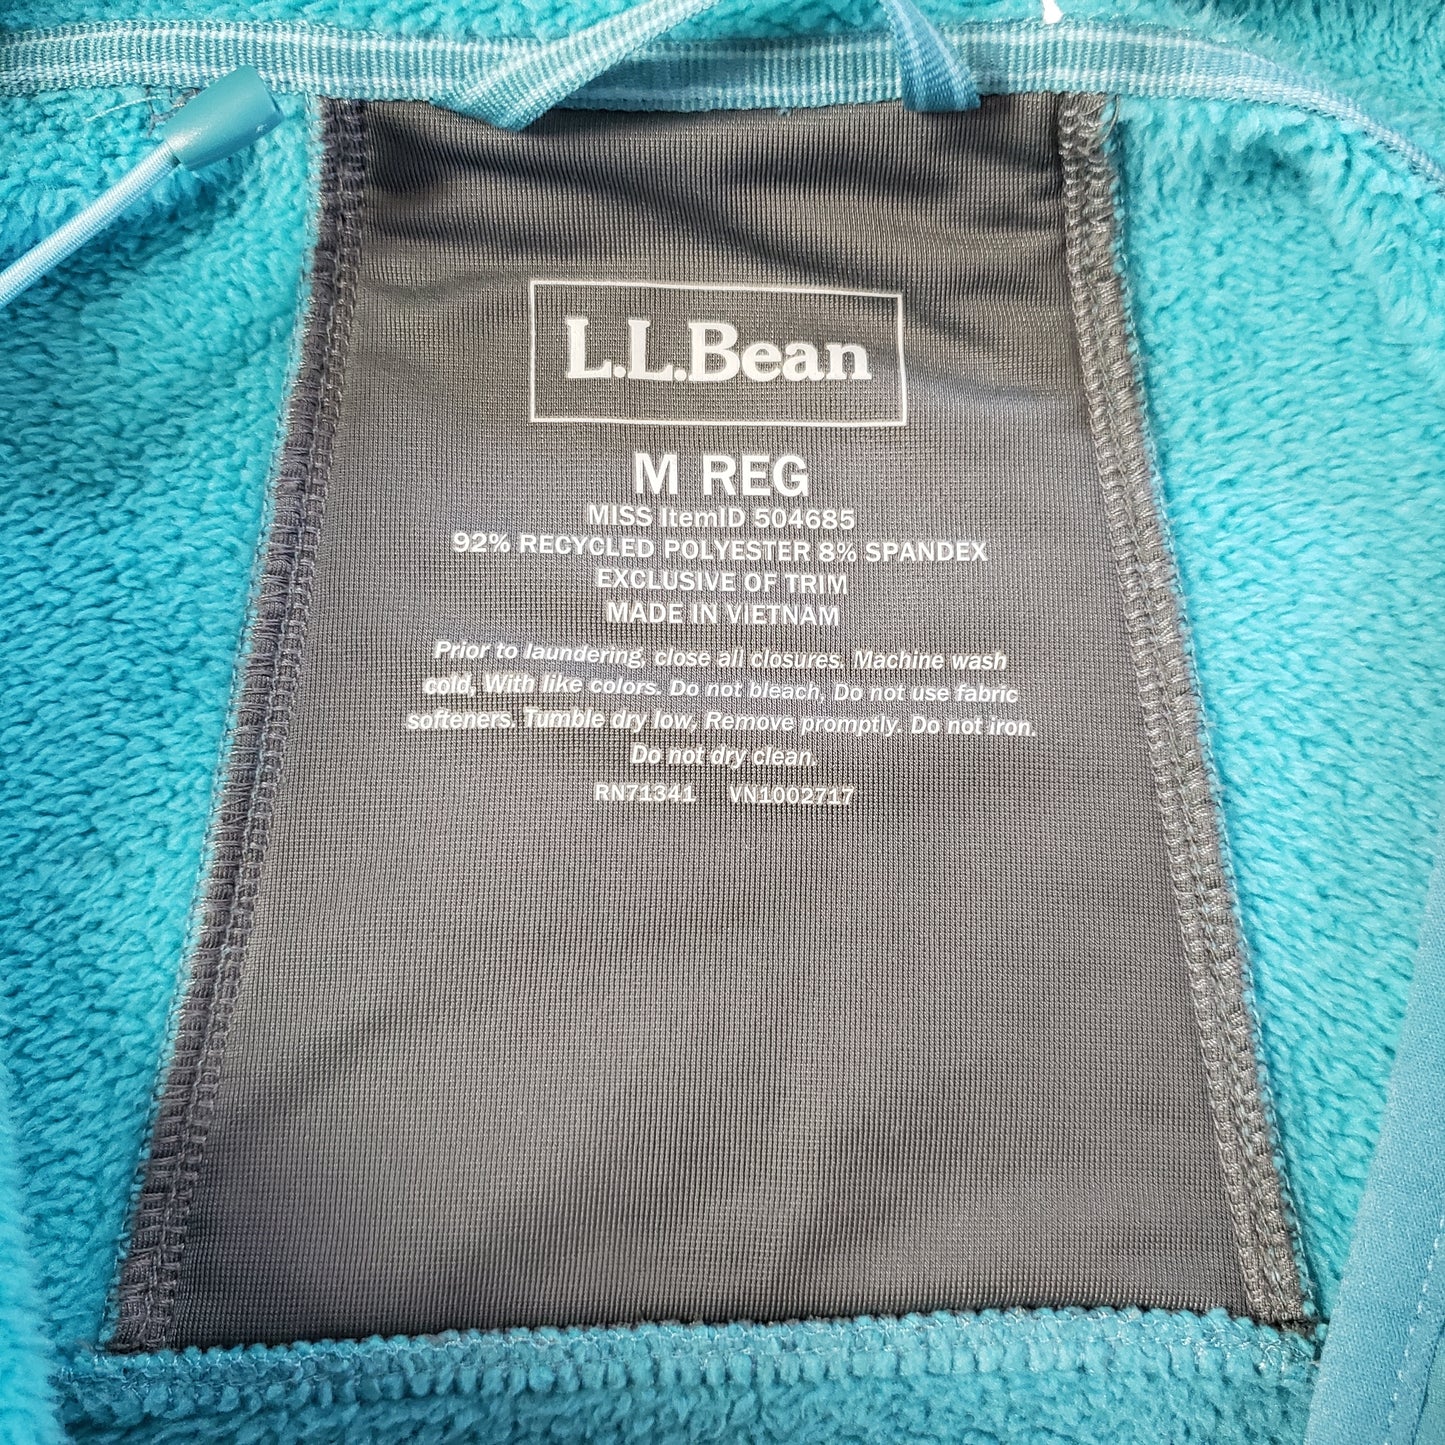 L.L.Bean
M REG
MISS ItemID 504685
92% RECYCLED POLYESTER 8% SPANDEX
EXCLUSIVE OF TRIM
MADE IN VIETNAM
Prior to laundering, close all closures. Machine wash
cold, With like colors. Do not bleach, Do not use fabric
softeners. Tumble dry low, Remove promptly. Do not iron.
Do not dry clean.
RN71341 VN1002717